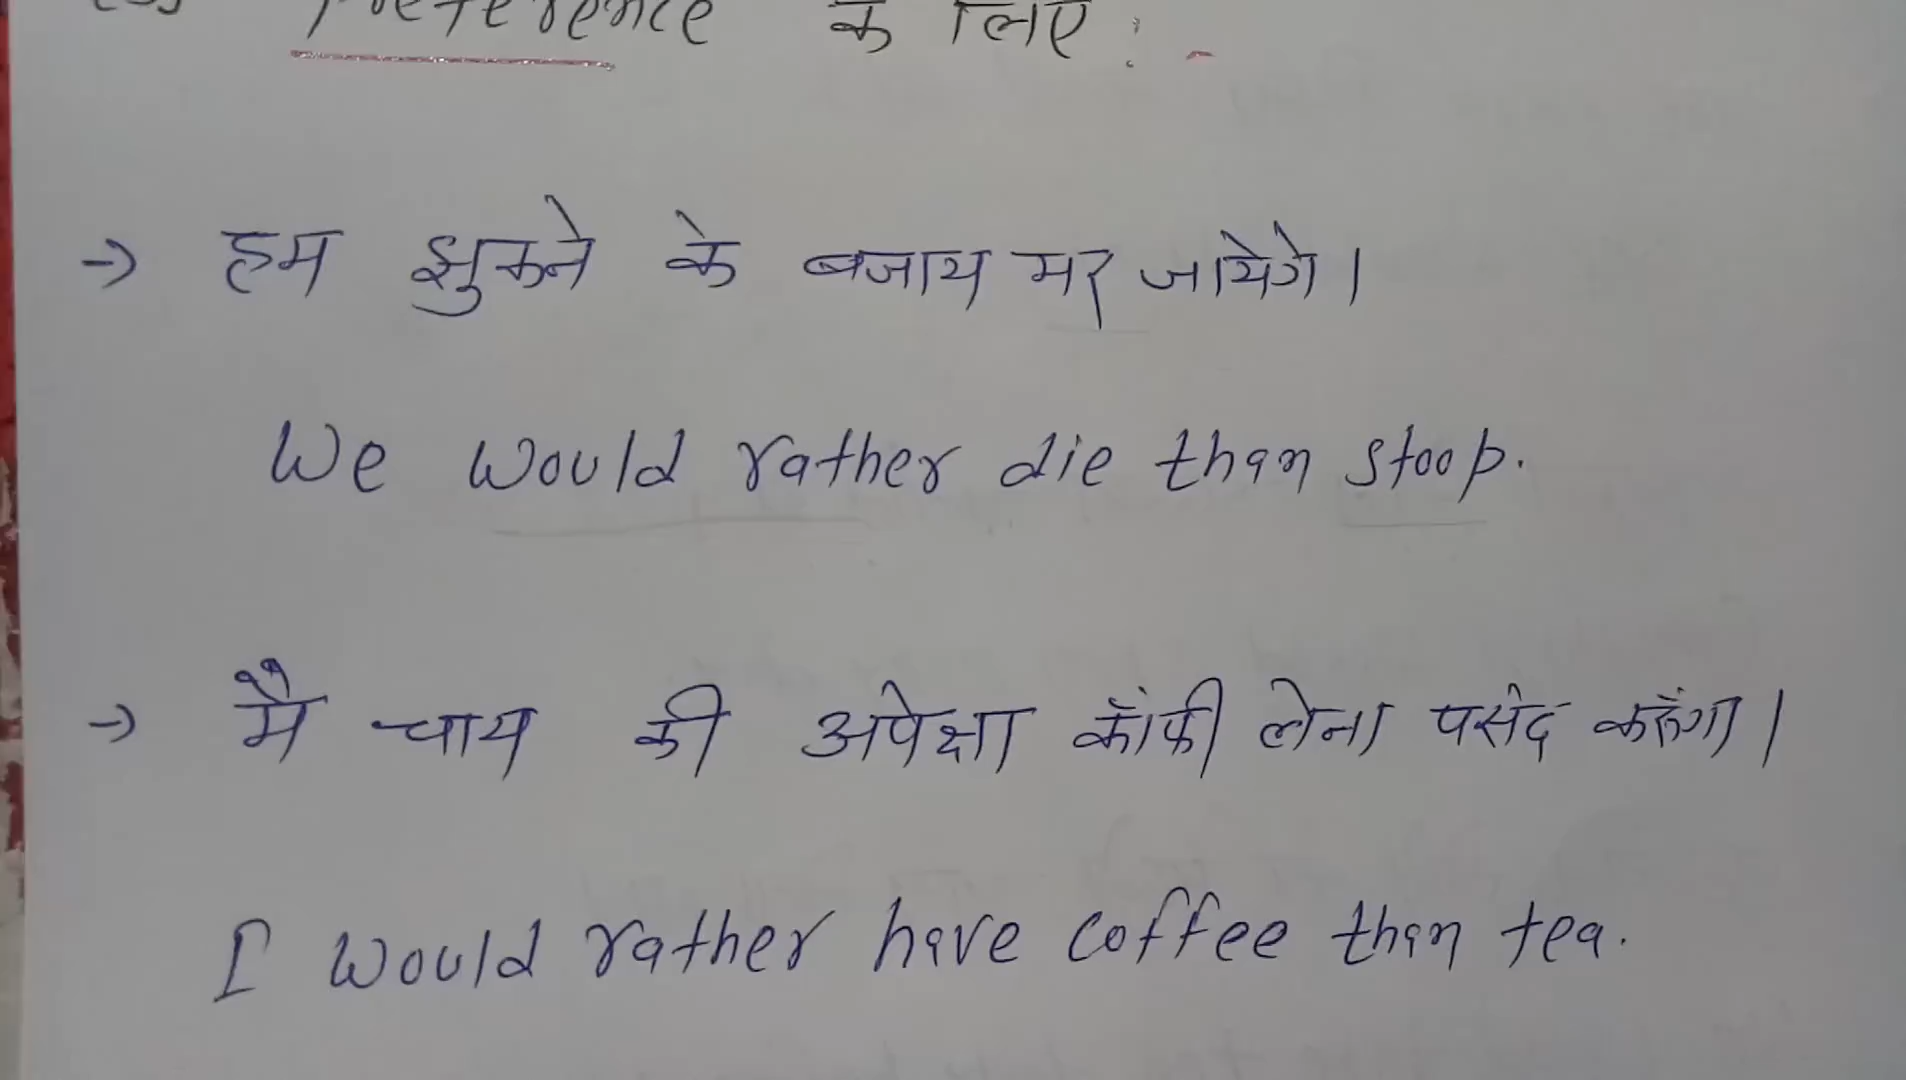 Preference के लिए :-
→ हम झुकने के बजाय मर जायेगे।
We would rather die than stoop.
→ मैं चाय की अपेक्षा कॉफी लेना पसंद करूंगा।
I would rather have coffee than tea.